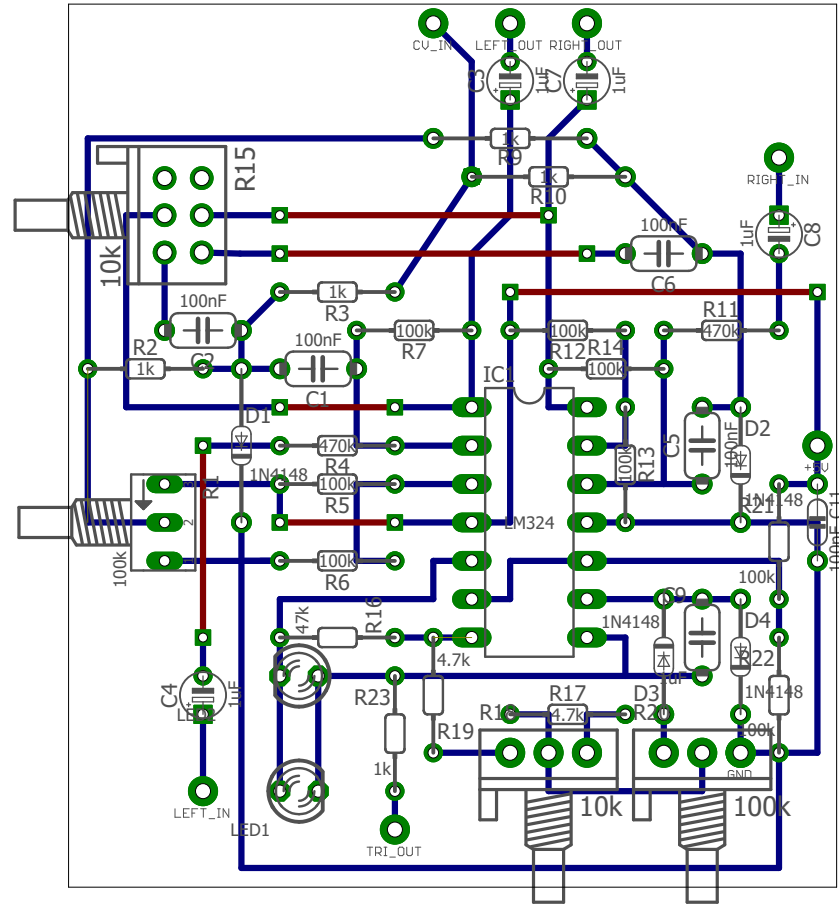 CV_IN
LEFT_OUT
RIGHT_OUT
C3
1uF
C7
1uF
1k
R9
R15
1k
R10
RIGHT_IN
100nF
1uF
C8
C6
10k
100nF
1k
R3
R11
C2
100nF
100k
R7
100k
470k
R2
R12
R14
1k
100k
IC1
C1
D1
D2
470k
R4
C5
100nF
1N4148
R13
100k
+5V
R1
100k
R5
1N4148
R21
2
LM324
100nF
C11
100k
100k
R6
100k
C9
47k
R16
1N4148
D4
4.7k
R22
C4
1uF
1uF
R23
R17
D3
1N4148
4.7k
R19
100k
1k
GND
LEFT_IN
10k
100k
LED1
TRI_OUT